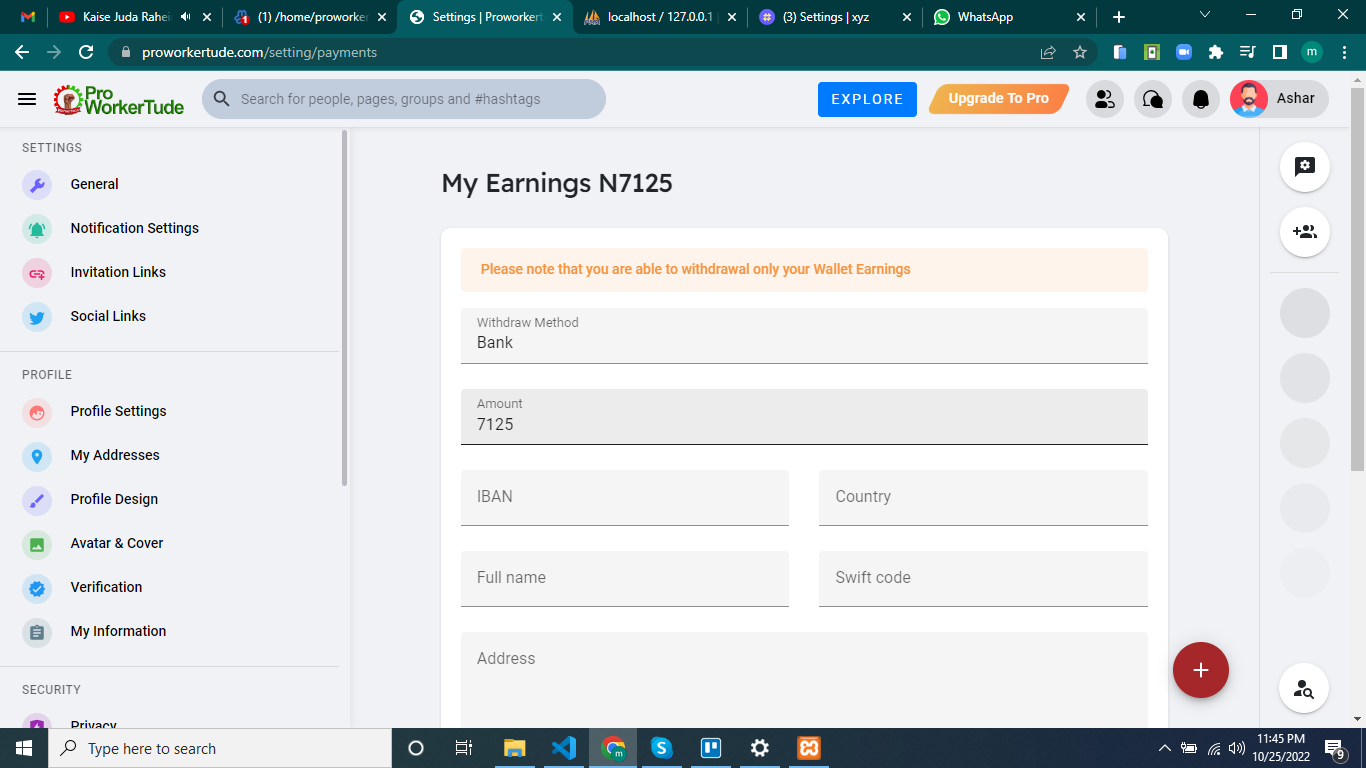 Kaise Juda Rahei
(1) /home/proworker
Settings | Proworkert
localhost / 127.0.0.1 |
(3) Settings | xyz
WhatsApp
proworkertude.com/setting/payments
m
Pro
WorkerTude
Search for people, pages, groups and #hashtags
EXPLORE
Upgrade To Pro
Ashar
SETTINGS
General
Notification Settings
Invitation Links
Social Links
PROFILE
Profile Settings
My Addresses
Profile Design
Avatar & Cover
Verification
My Information
SECURITY
Privacy
My Earnings N7125
Please note that you are able to withdrawal only your Wallet Earnings
Withdraw Method
Bank
Amount
7125
IBAN
Country
Full name
Swift code
Address
Type here to search
11:45 PM
10/25/2022
9